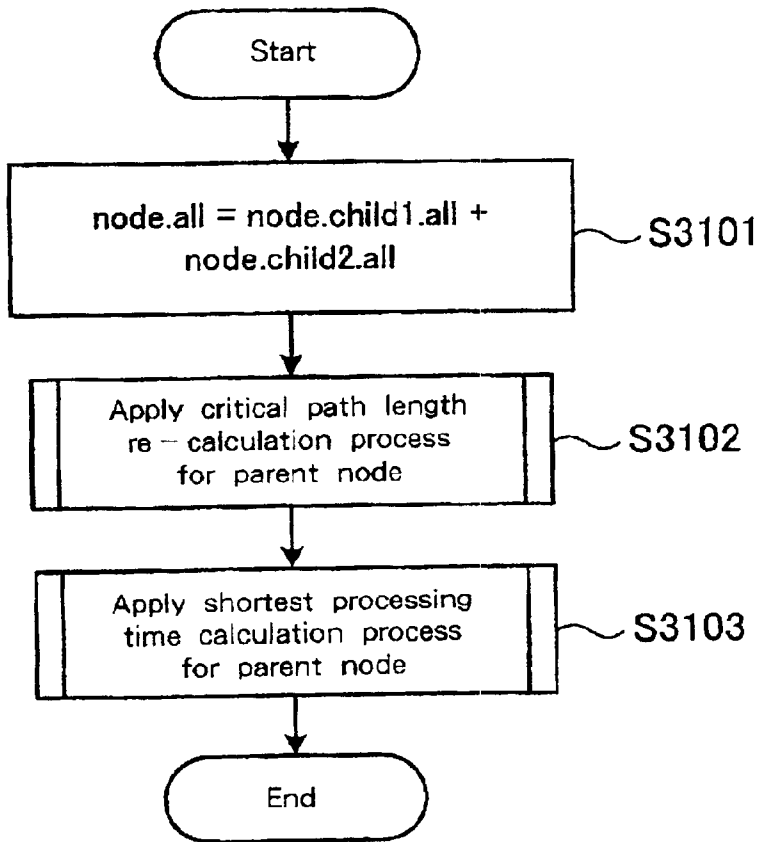 Start
node.all = node.child1.all +
node.child2.all
S3101
Apply critical path length
re-calculation process
for parent node
S3102
Apply shortest processing
time calculation process
for parent node
S3103
End